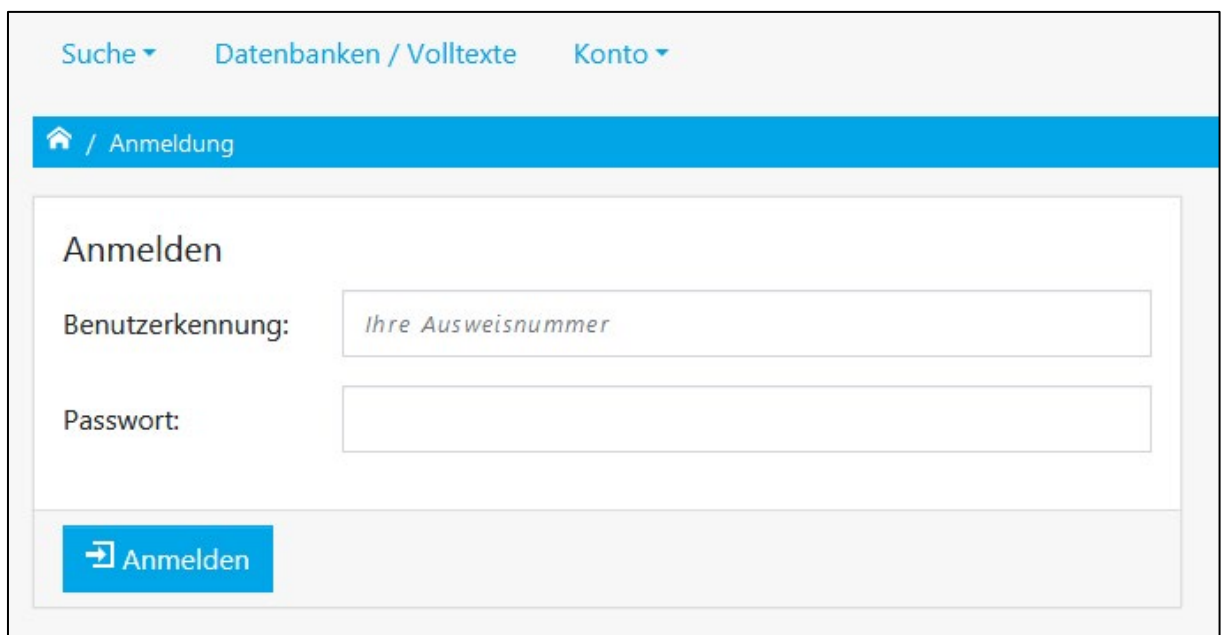 Suche Datenbanken / Volltexte Konto
/ Anmeldung
Anmelden
Benutzerkennung: Ihre Ausweisnummer
Passwort:
Anmelden